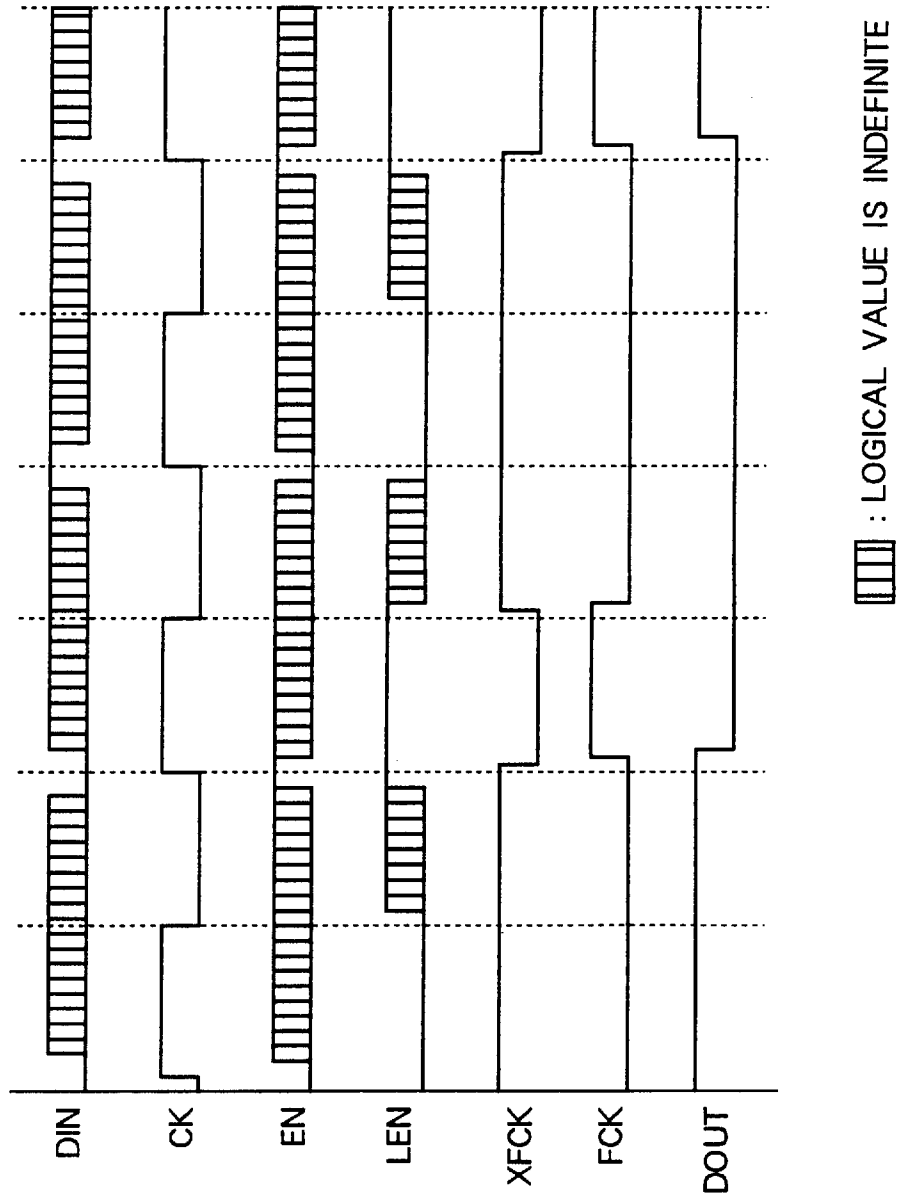 DIN
CK
EN
LEN
XFCK
FCK
DOUT
: LOGICAL VALUE IS INDEFINITE